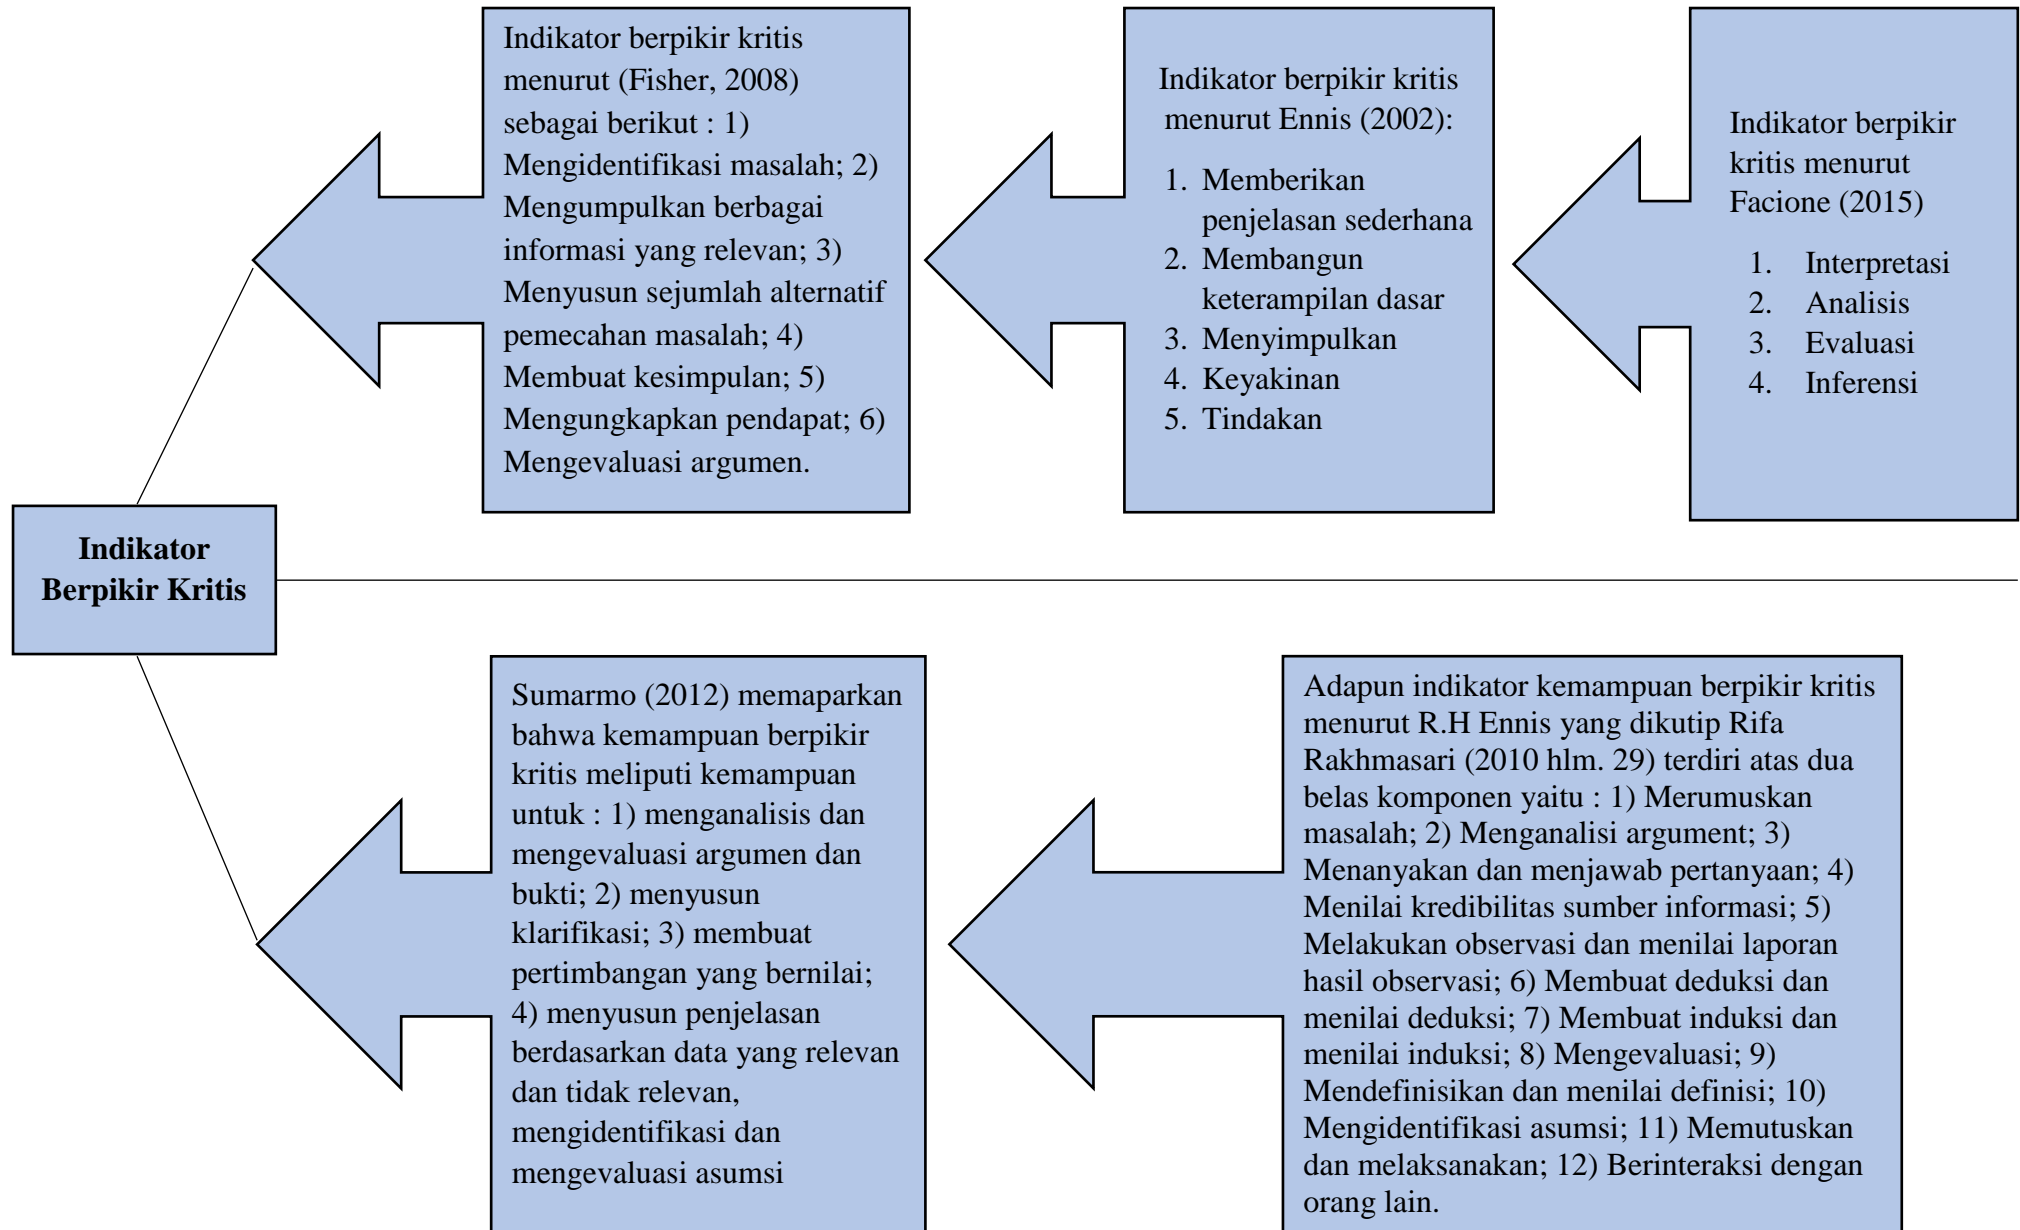 Indikator berpikir kritis
menurut (Fisher, 2008)
sebagai berikut : 1)
Mengidentifikasi masalah; 2)
Mengumpulkan berbagai
informasi yang relevan; 3)
Menyusun sejumlah alternatif
pemecahan masalah; 4)
Membuat kesimpulan; 5)
Mengungkapkan pendapat; 6)
Mengevaluasi argumen.
Indikator berpikir kritis
menurut Ennis (2002):
1. Memberikan
penjelasan sederhana
2. Membangun
keterampilan dasar
3. Menyimpulkan
4. Keyakinan
5. Tindakan
Indikator berpikir
kritis menurut
Facione (2015)
1. Interpretasi
2. Analisis
3. Evaluasi
4. Inferensi
Indikator
Berpikir Kritis
Sumarmo (2012) memaparkan
bahwa kemampuan berpikir
kritis meliputi kemampuan
untuk : 1) menganalisis dan
mengevaluasi argumen dan
bukti; 2) menyusun
klarifikasi; 3) membuat
pertimbangan yang bernilai;
4) menyusun penjelasan
berdasarkan data yang relevan
dan tidak relevan,
mengidentifikasi dan
mengevaluasi asumsi
Adapun indikator kemampuan berpikir kritis
menurut R.H Ennis yang dikutip Rifa
Rakhmasari (2010 hlm. 29) terdiri atas dua
belas komponen yaitu : 1) Merumuskan
masalah; 2) Menganalisi argument; 3)
Menanyakan dan menjawab pertanyaan; 4)
Menilai kredibilitas sumber informasi; 5)
Melakukan observasi dan menilai laporan
hasil observasi; 6) Membuat deduksi dan
menilai deduksi; 7) Membuat induksi dan
menilai induksi; 8) Mengevaluasi; 9)
Mendefinisikan dan menilai definisi; 10)
Mengidentifikasi asumsi; 11) Memutuskan
dan melaksanakan; 12) Berinteraksi dengan
orang lain.